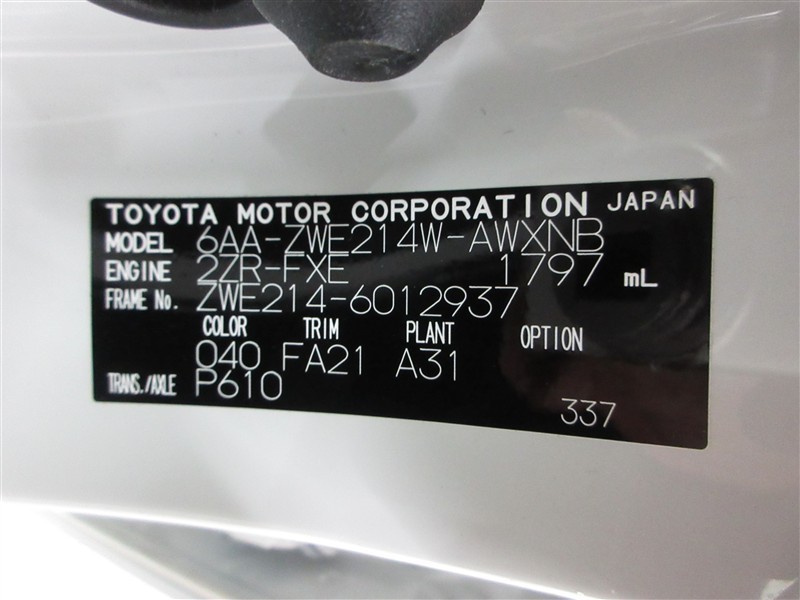 TOYOTA MOTOR CORPORATION JAPAN
MODEL 6AA-ZWE214W-AWXNB
ENGINE 2ZR-FXE 1797 mL
FRAME No. ZWE214-6012937
COLOR TRIM PLANT OPTION
040 FA21 A31
TRANS./AXLE P610
337